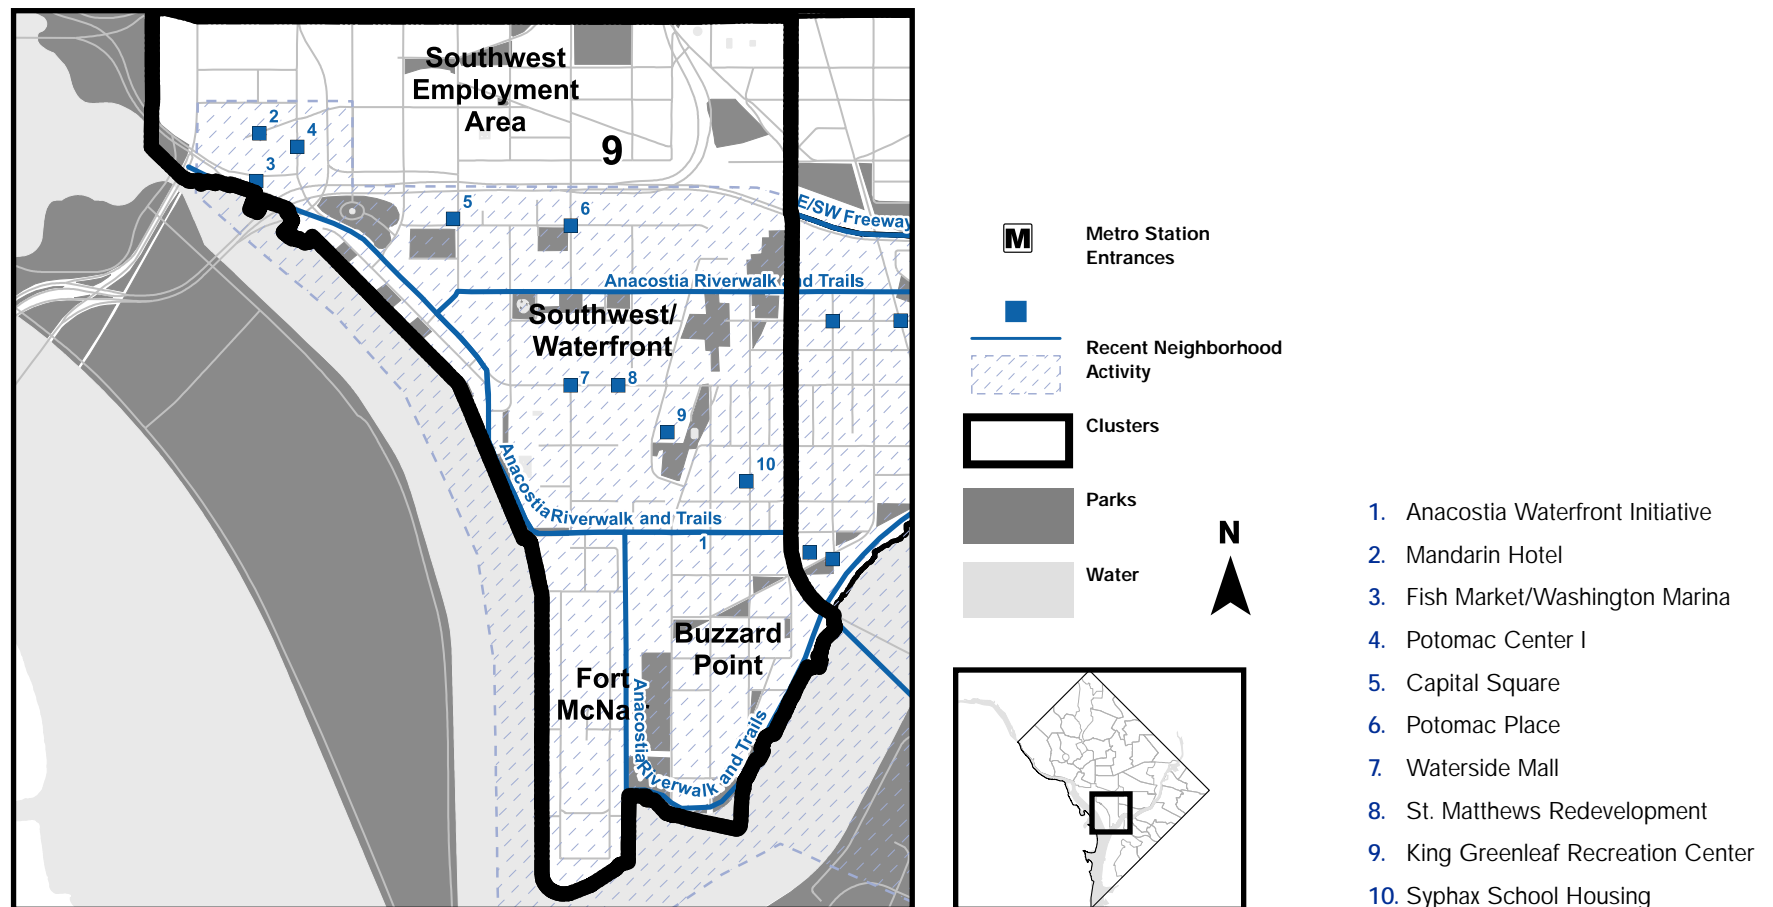 Southwest
Employment
Area
9
2
4
3
5
6
E/SW Freeway
Anacostia Riverwalk and Trails
Southwest/
Waterfront
7
8
9
10
Anacostia Riverwalk and Trails
1
Buzzard
Point
Fort
McNair
Anacostia Riverwalk and Trails
M
Metro Station
Entrances
Recent Neighborhood
Activity
Clusters
Parks
Water
N
1. Anacostia Waterfront Initiative
2. Mandarin Hotel
3. Fish Market/Washington Marina
4. Potomac Center I
5. Capital Square
6. Potomac Place
7. Waterside Mall
8. St. Matthews Redevelopment
9. King Greenleaf Recreation Center
10. Syphax School Housing